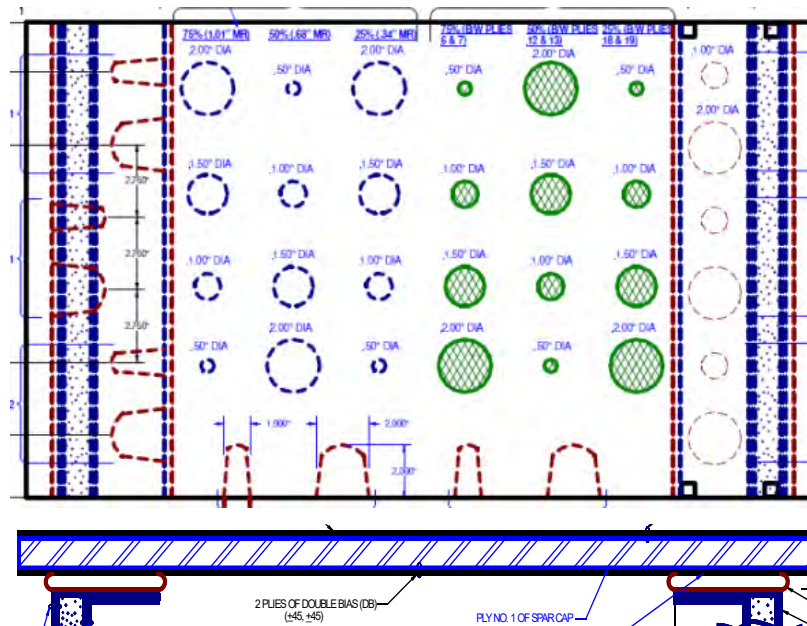 75% (1.01" MR) 50% (.68" MR) .25% (.34" MR)
75% (B/W PLIES 50% (B/W PLIES 25% (B/W PLIES
6 & 7) 12 & 13) 18 & 19)
2.00" DIA .50" DIA 2.00" DIA .50" DIA 2.00" DIA .50" DIA 1.00" DIA
2.00" DIA
1.50" DIA 1.00" DIA 1.50" DIA 1.00" DIA 1.50" DIA 1.00" DIA
1.00" DIA 1.50" DIA 1.00" DIA 1.50" DIA 1.00" DIA 1.50" DIA
.50" DIA 2.00" DIA .50" DIA 2.00" DIA .50" DIA 2.00" DIA
2.750"
2.750"
2.750"
1.000" 2.000"
2.000"
1
1
2
2 PLIES OF DOUBLE BIAS (DB)
(±45, ±45)
PLY NO. 1 OF SPAR CAP